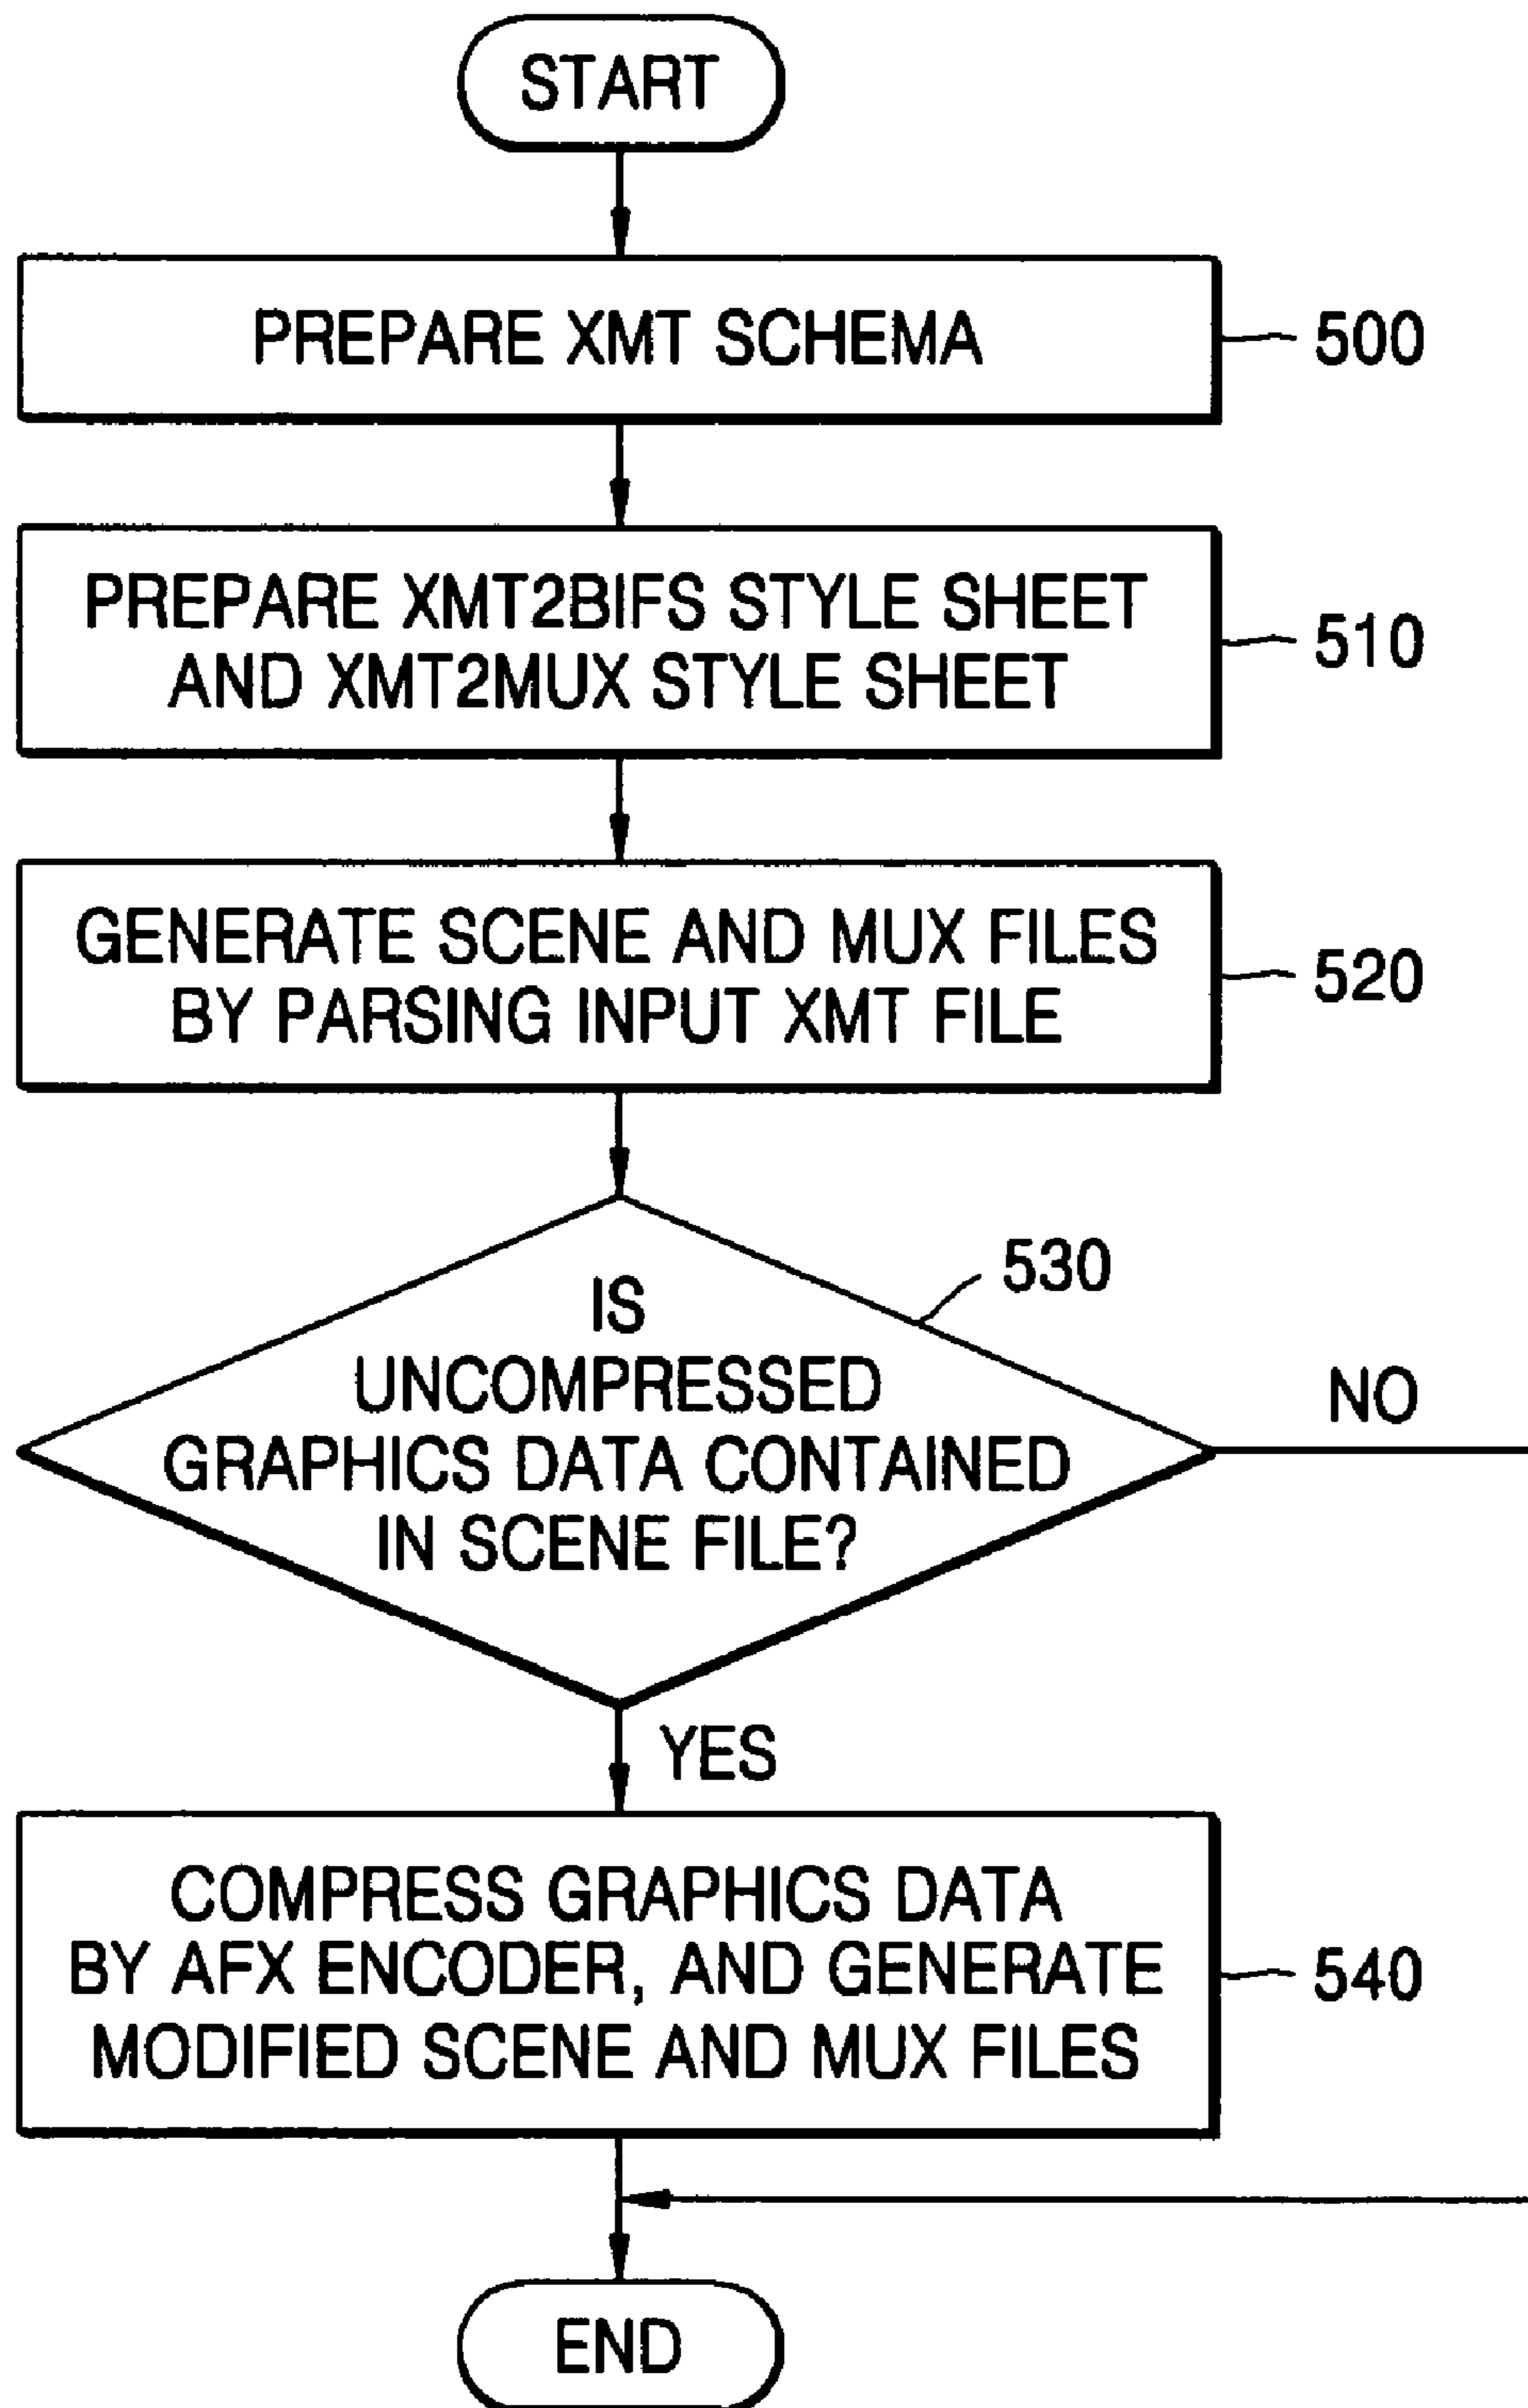 START
PREPARE XMT SCHEMA
500
PREPARE XMT2BIFS STYLE SHEET
AND XMT2MUX STYLE SHEET
510
GENERATE SCENE AND MUX FILES
BY PARSING INPUT XMT FILE
520
530
IS
UNCOMPRESSED
GRAPHICS DATA CONTAINED
IN SCENE FILE?
NO
YES
COMPRESS GRAPHICS DATA
BY AFX ENCODER, AND GENERATE
MODIFIED SCENE AND MUX FILES
540
END